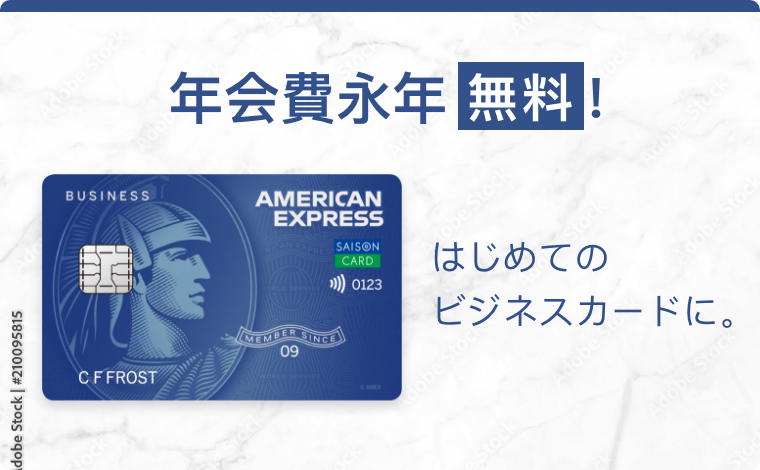 年会費永年 無料!
BUSINESS
AMERICAN
EXPRESS
SAISON
CARD
0123
MEMBER SINCE
09
C F FROST
はじめての
ビジネスカードに。
Adobe Stock | #210095815